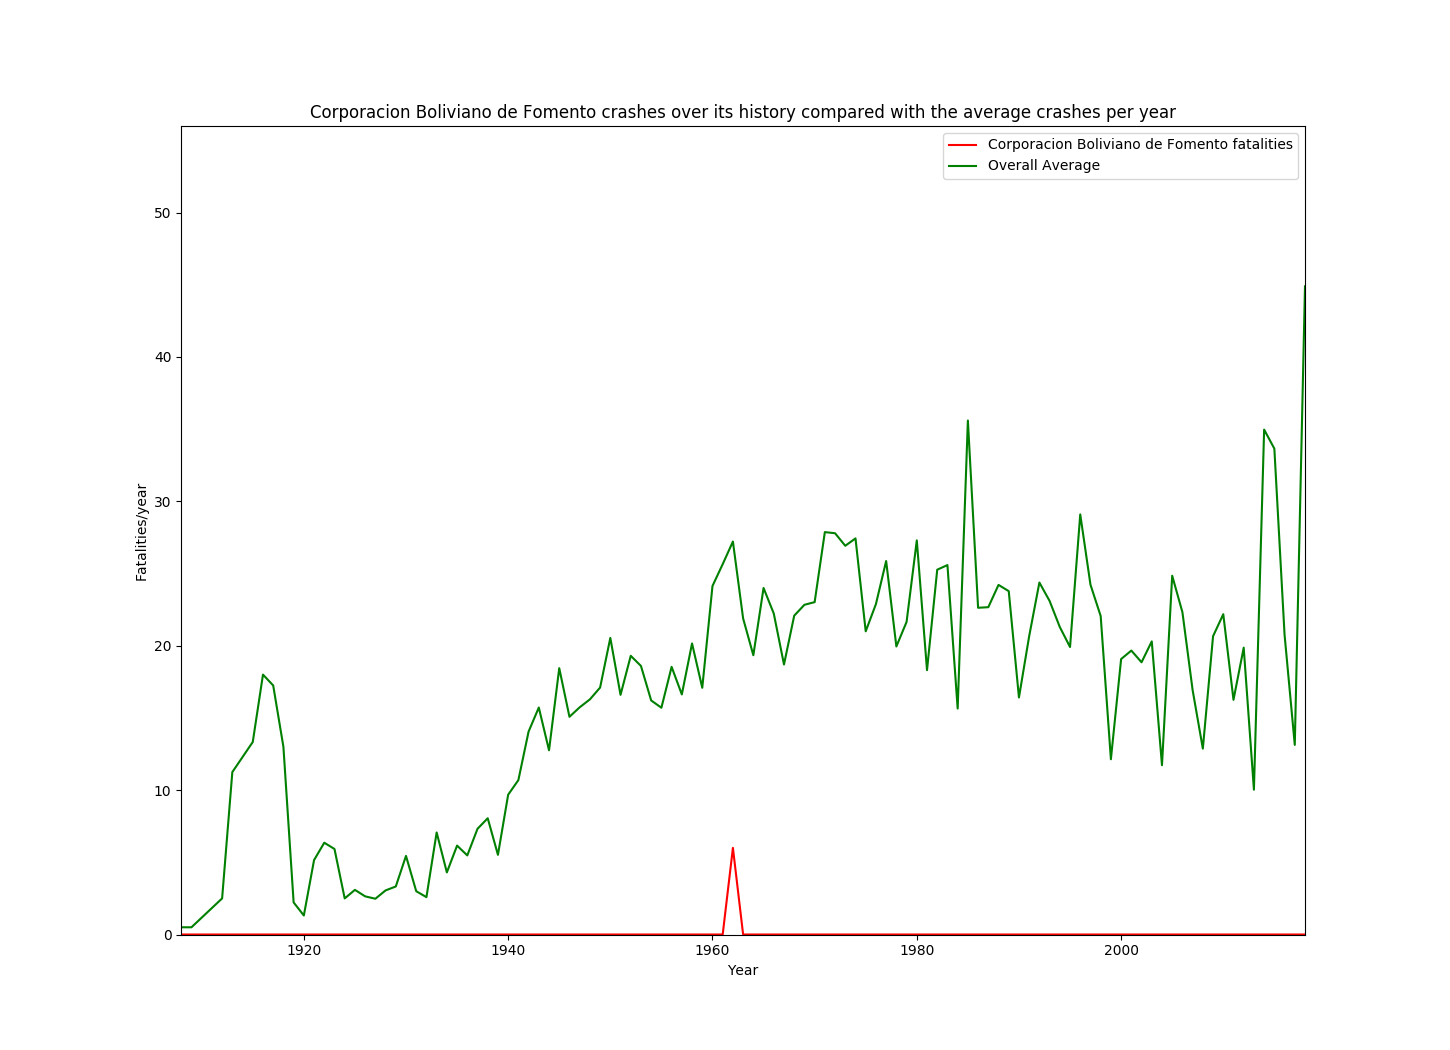 Corporacion Boliviano de Fomento crashes over its history compared with the average crashes per year
Corporacion Boliviano de Fomento fatalities
Overall Average
50
40
30
20
10
0
Fatalities/year
1920 1940 1960 1980 2000
Year